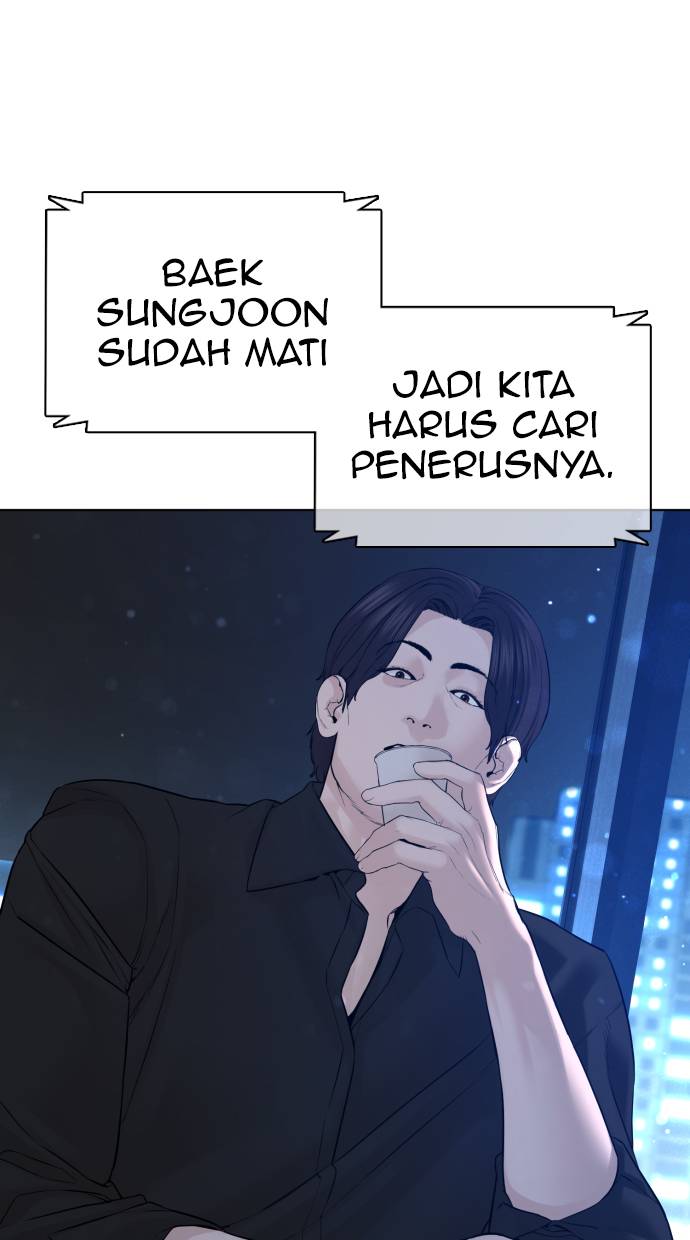 BAEK
SUNGJOON
SUDAH MATI
JADI KITA
HARUS CARI
PENERUSNYA.